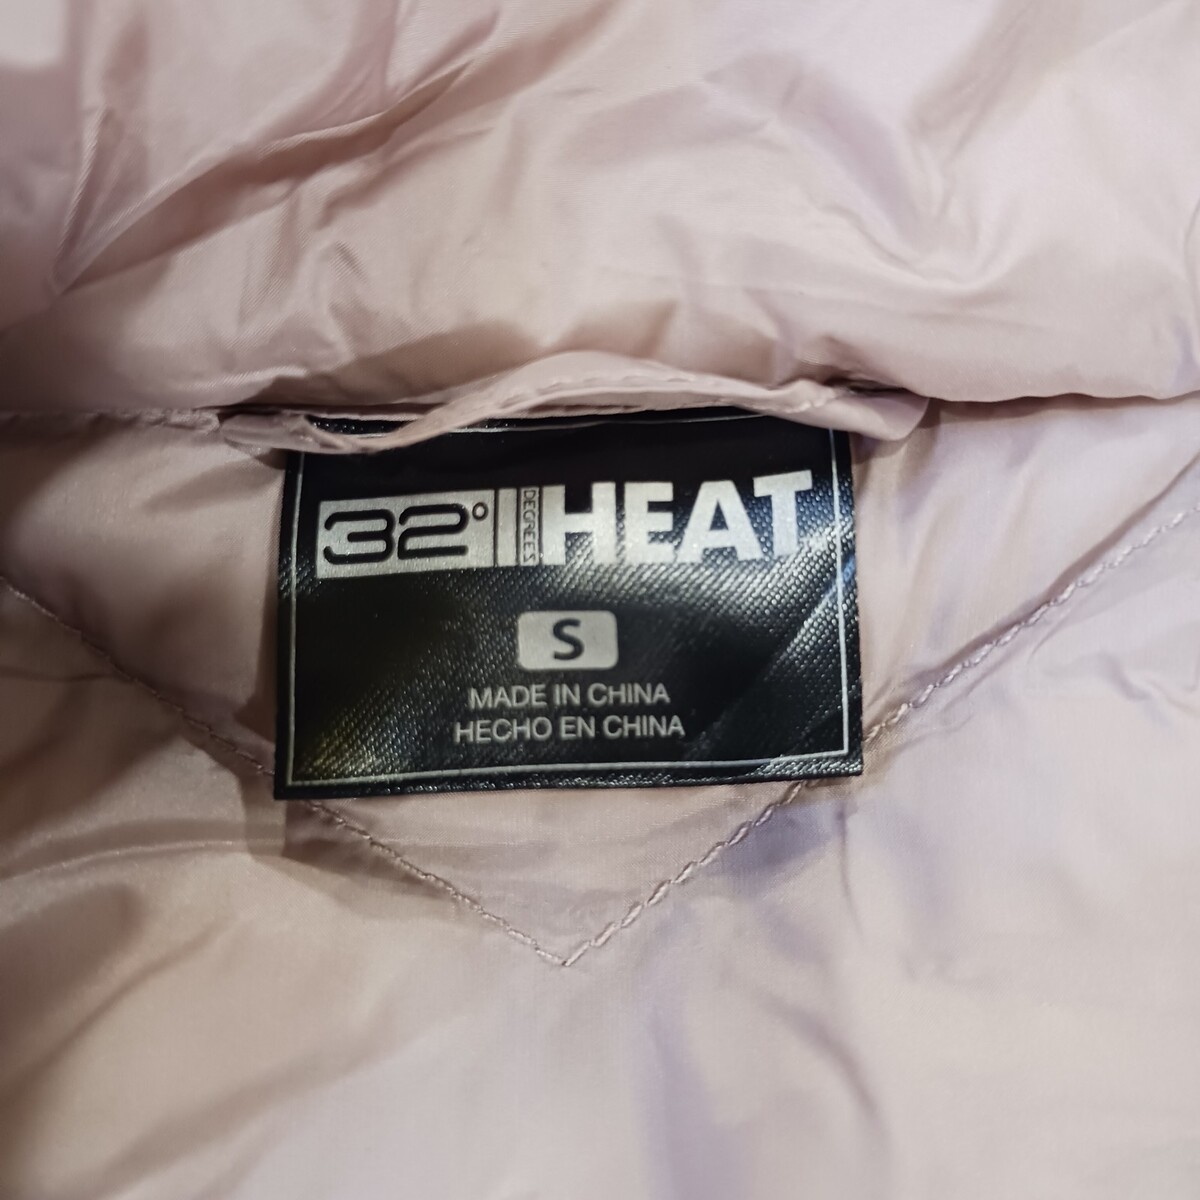 32° DEGREES HEAT
S
MADE IN CHINA
HECHO EN CHINA